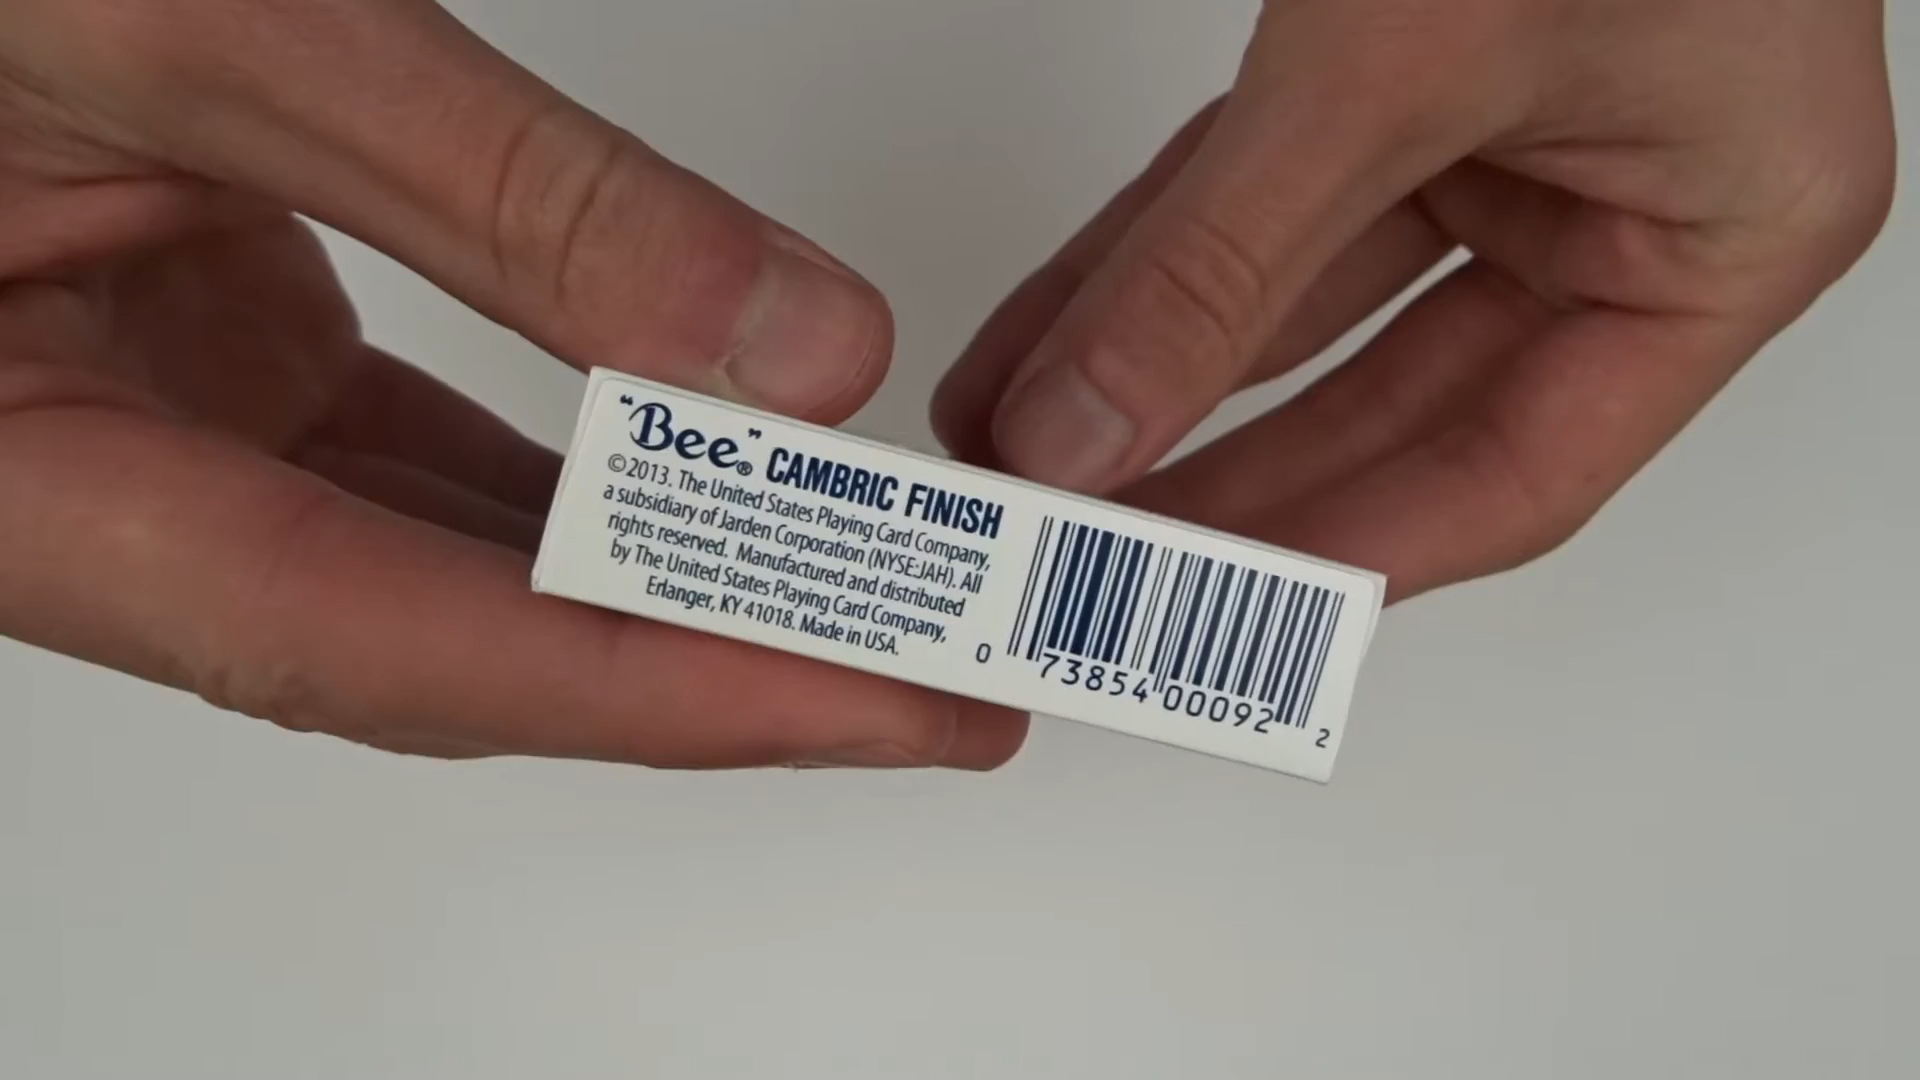 “Bee”® CAMBRIC FINISH
©2013. The United States Playing Card Company,
a subsidiary of Jarden Corporation (NYSE:JAH). All
rights reserved. Manufactured and distributed
by The United States Playing Card Company,
Erlanger, KY 41018. Made in USA.
0 73854 00092 2